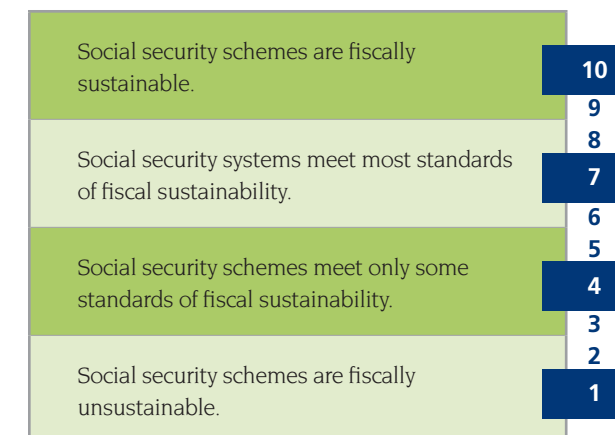 Social security schemes are fiscally
sustainable.
10
9
8
Social security systems meet most standards
of fiscal sustainability.
7
6
5
Social security schemes meet only some
standards of fiscal sustainability.
4
3
2
Social security schemes are fiscally
unsustainable.
1